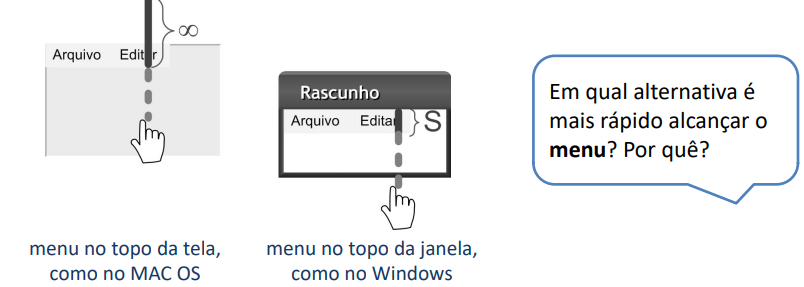 ∞
Arquivo Editar
Rascunho
Arquivo Editar
S
menu no topo da tela,
como no MAC OS
menu no topo da janela,
como no Windows
Em qual alternativa é
mais rápido alcançar o
menu? Por quê?